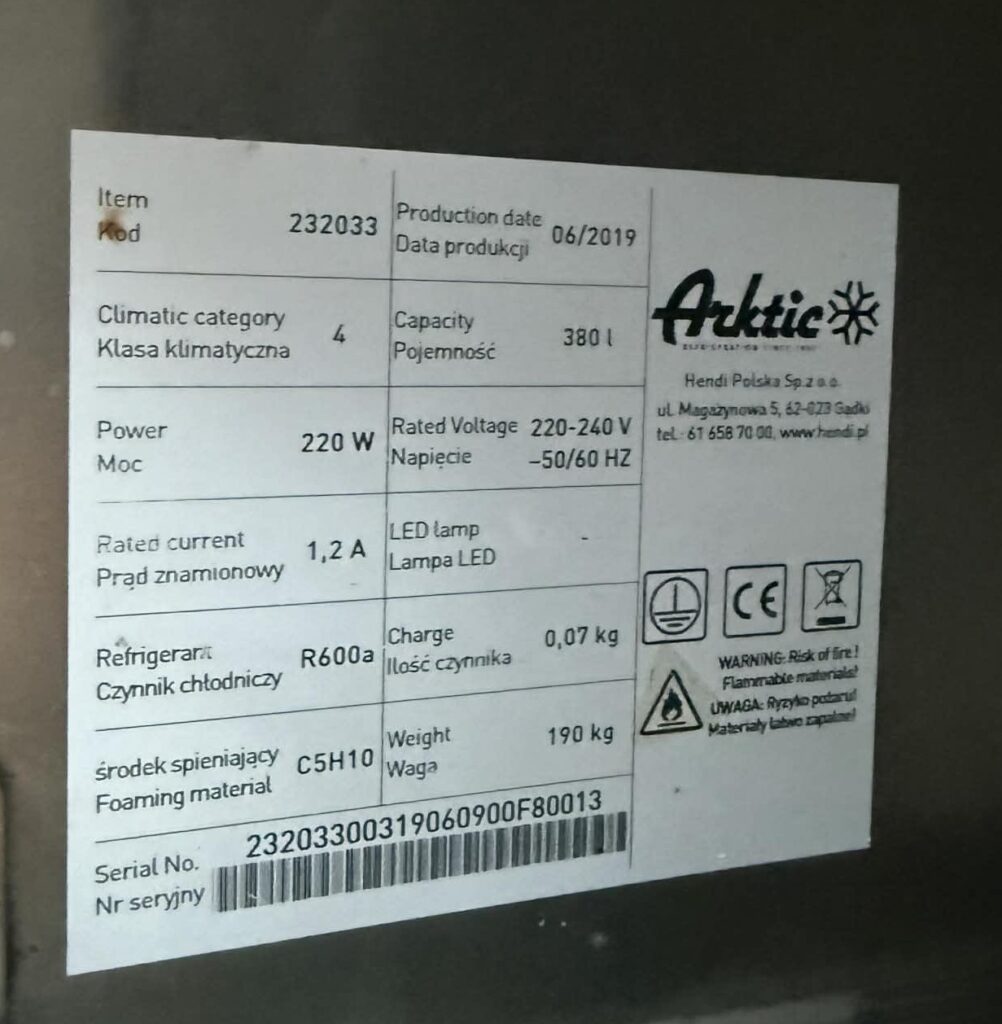 Item
Kod
232033
Production date
Data produkcji
06/2019
Climatic category
Klasa klimatyczna
4
Capacity
Pojemność
380 l
Power
Moc
220 W
Rated Voltage
Napięcie
220-240 V
~50/60 HZ
Rated current
Prąd znamionowy
1,2 A
LED lamp
Lampa LED
-
Refrigerant
Czynnik chłodniczy
R600a
Charge
Ilość czynnika
0,07 kg
środek spieniający
Foaming material
C5H10
Weight
Waga
190 kg
Serial No.
Nr seryjny
23203300319060900F80013
Arktic
Hendi Polska Sp.z o.o.
ul. Magazynowa 5, 62-023 Gądki
tel.: 61 658 70 00, www.hendi.pl
CE
WARNING: Risk of fire!
Flammable materials!
UWAGA: Ryzyko pożaru!
Materiały łatwo zapalne!